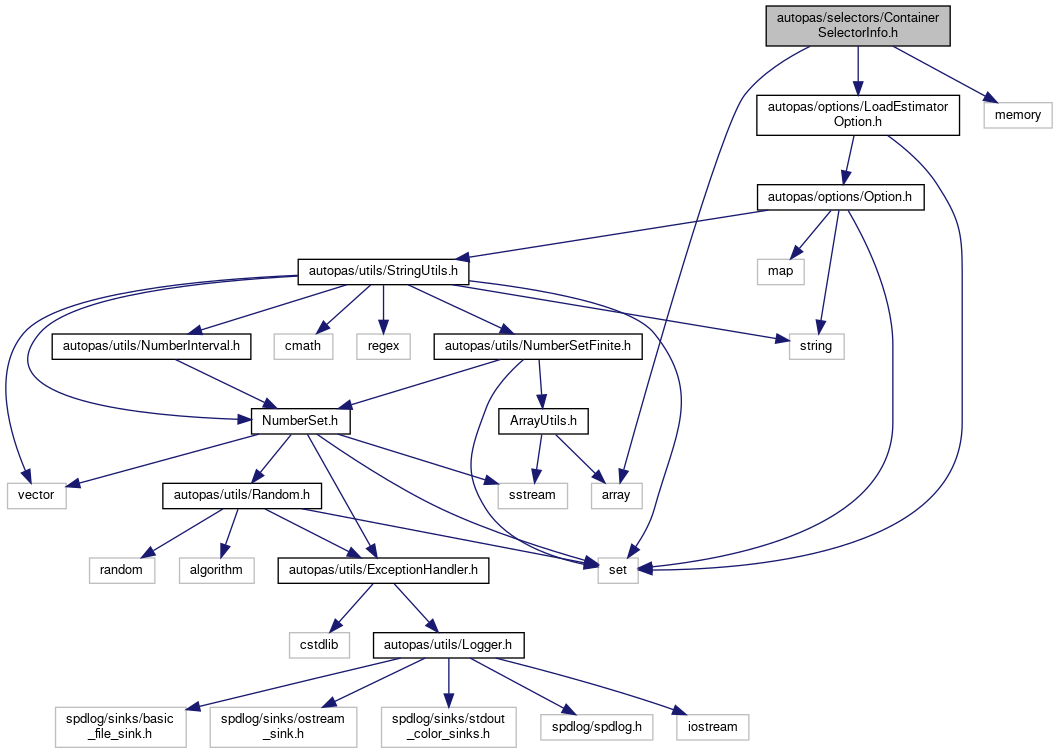 autopas/selectors/Container
SelectorInfo.h
autopas/options/LoadEstimator
Option.h
memory
autopas/options/Option.h
autopas/utils/StringUtils.h
map
autopas/utils/NumberInterval.h
cmath
regex
autopas/utils/NumberSetFinite.h
string
NumberSet.h
ArrayUtils.h
vector
autopas/utils/Random.h
sstream
array
random
algorithm
autopas/utils/ExceptionHandler.h
set
cstdlib
autopas/utils/Logger.h
spdlog/sinks/basic
_file_sink.h
spdlog/sinks/ostream
_sink.h
spdlog/sinks/stdout
_color_sinks.h
spdlog/spdlog.h
iostream